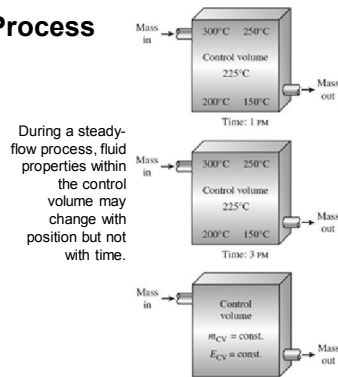 Process
During a steady-
flow process, fluid
properties within
the control
volume may
change with
position but not
with time.
Mass
in
300°C 250°C
Control volume
225°C
200°C 150°C
Mass
out
Time: 1 PM
Mass
in
300°C 250°C
Control volume
225°C
200°C 150°C
Mass
out
Time: 3 PM
Mass
in
Control
volume
mCV = const.
ECV = const.
Mass
out